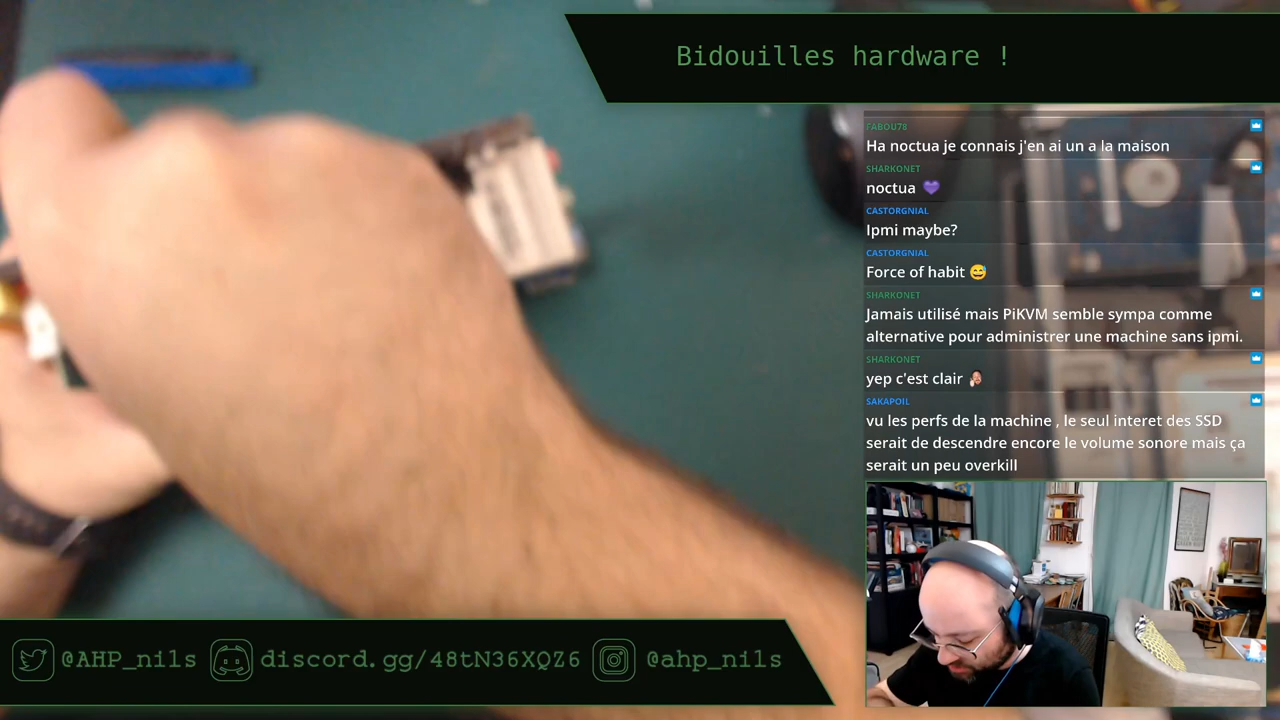 Bidouilles hardware !
FABOU78
Ha noctua je connais j'en ai un a la maison
SHARKONET
noctua 💜
CASTORGNIAL
Ipmi maybe?
CASTORGNIAL
Force of habit 😅
SHARKONET
Jamais utilisé mais PiKVM semble sympa comme
alternative pour administrer une machine sans ipmi.
SHARKONET
yep c'est clair
SAKAPOIL
vu les perfs de la machine , le seul interet des SSD
serait de descendre encore le volume sonore mais ça
serait un peu overkill
@AHP_nils discord.gg/48tN36XQZ6 @ahp_nils